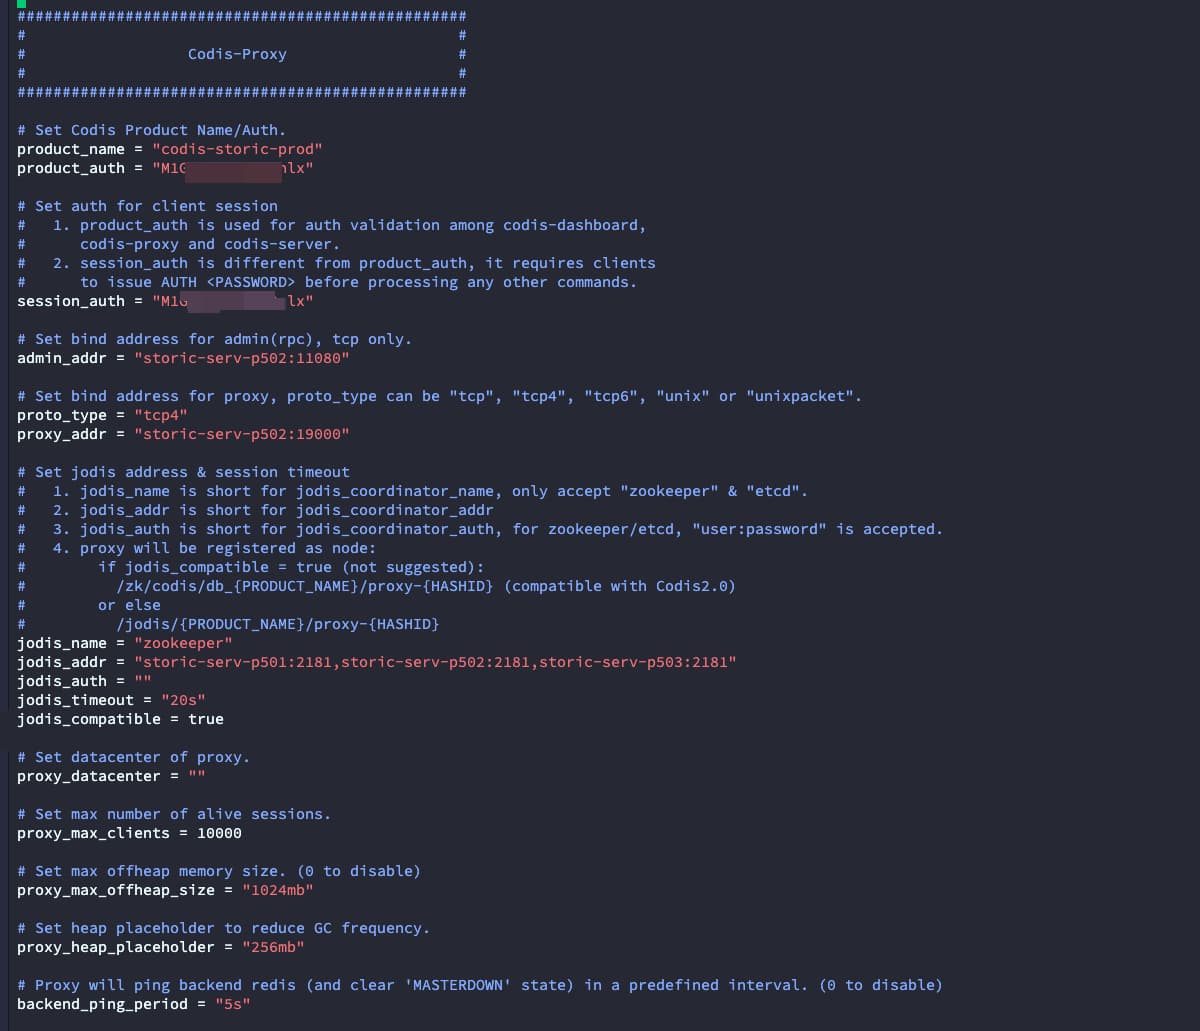 ##################################################
#                                                #
#                  Codis-Proxy                   #
#                                                #
##################################################
# Set Codis Product Name/Auth.
product_name = "codis-storic-prod"
product_auth = "M1G lx"
# Set auth for client session
#   1. product_auth is used for auth validation among codis-dashboard,
#      codis-proxy and codis-server.
#   2. session_auth is different from product_auth, it requires clients
#      to issue AUTH <PASSWORD> before processing any other commands.
session_auth = "M1G lx"
# Set bind address for admin(rpc), tcp only.
admin_addr = "storic-serv-p502:11080"
# Set bind address for proxy, proto_type can be "tcp", "tcp4", "tcp6", "unix" or "unixpacket".
proto_type = "tcp4"
proxy_addr = "storic-serv-p502:19000"
# Set jodis address & session timeout
#   1. jodis_name is short for jodis_coordinator_name, only accept "zookeeper" & "etcd".
#   2. jodis_addr is short for jodis_coordinator_addr
#   3. jodis_auth is short for jodis_coordinator_auth, for zookeeper/etcd, "user:password" is accepted.
#   4. proxy will be registered as node:
#        if jodis_compatible = true (not suggested):
#          /zk/codis/db_{PRODUCT_NAME}/proxy-{HASHID} (compatible with Codis2.0)
#        or else
#          /jodis/{PRODUCT_NAME}/proxy-{HASHID}
jodis_name = "zookeeper"
jodis_addr = "storic-serv-p501:2181,storic-serv-p502:2181,storic-serv-p503:2181"
jodis_auth = ""
jodis_timeout = "20s"
jodis_compatible = true
# Set datacenter of proxy.
proxy_datacenter = ""
# Set max number of alive sessions.
proxy_max_clients = 10000
# Set max offheap memory size. (0 to disable)
proxy_max_offheap_size = "1024mb"
# Set heap placeholder to reduce GC frequency.
proxy_heap_placeholder = "256mb"
# Proxy will ping backend redis (and clear 'MASTERDOWN' state) in a predefined interval. (0 to disable)
backend_ping_period = "5s"